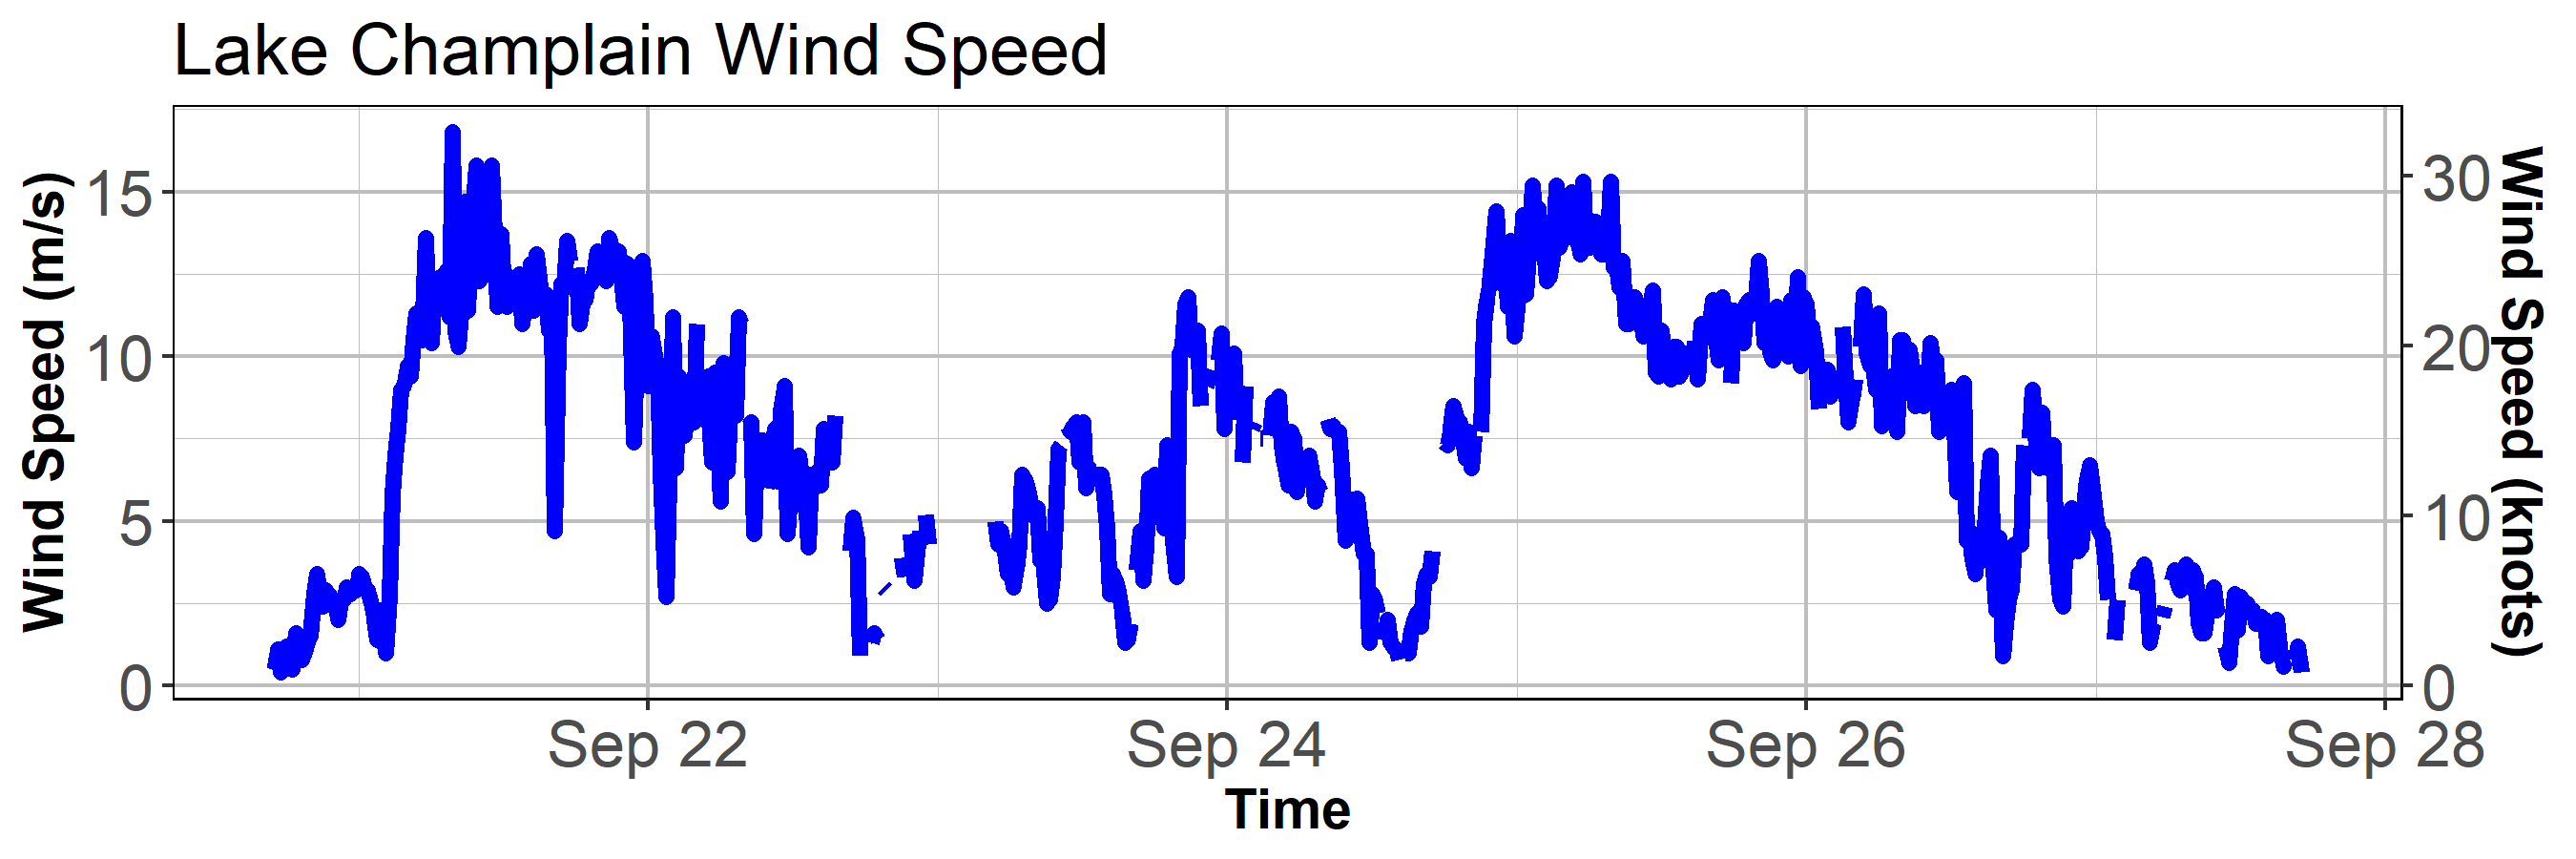 Lake Champlain Wind Speed
Wind Speed (m/s)
15
10
5
0
30
20
10
0
Wind Speed (knots)
Sep 22
Sep 24
Sep 26
Sep 28
Time